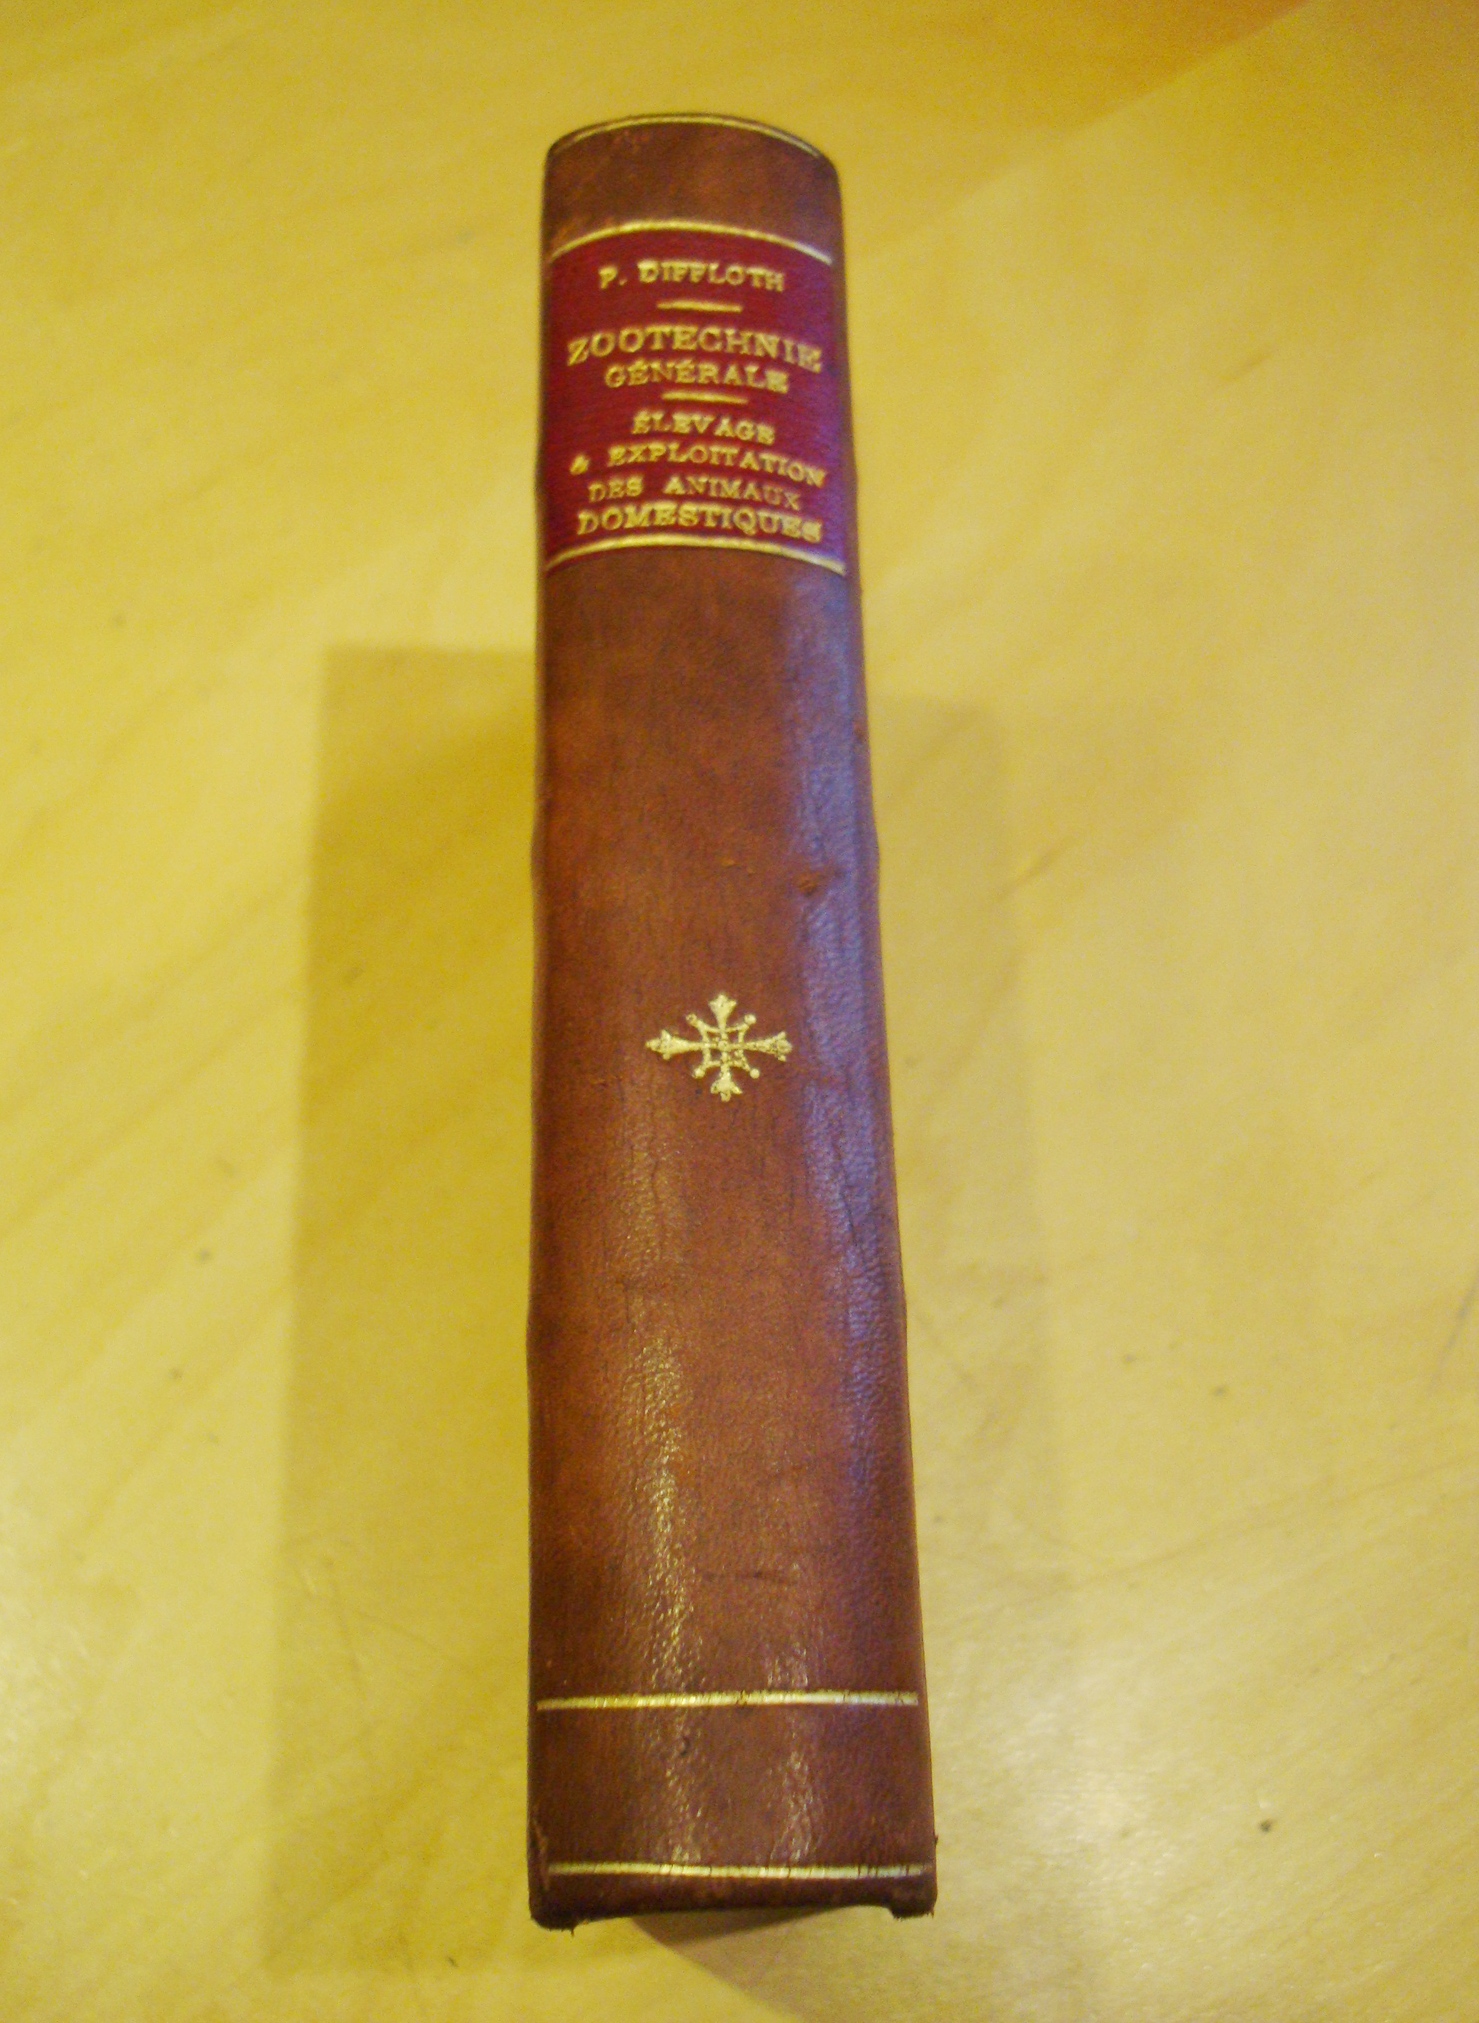 P. DIFFLOTH
ZOOTECHNIE
GÉNÉRALE
ÉLEVAGE
& EXPLOITATION
DES ANIMAUX
DOMESTIQUES